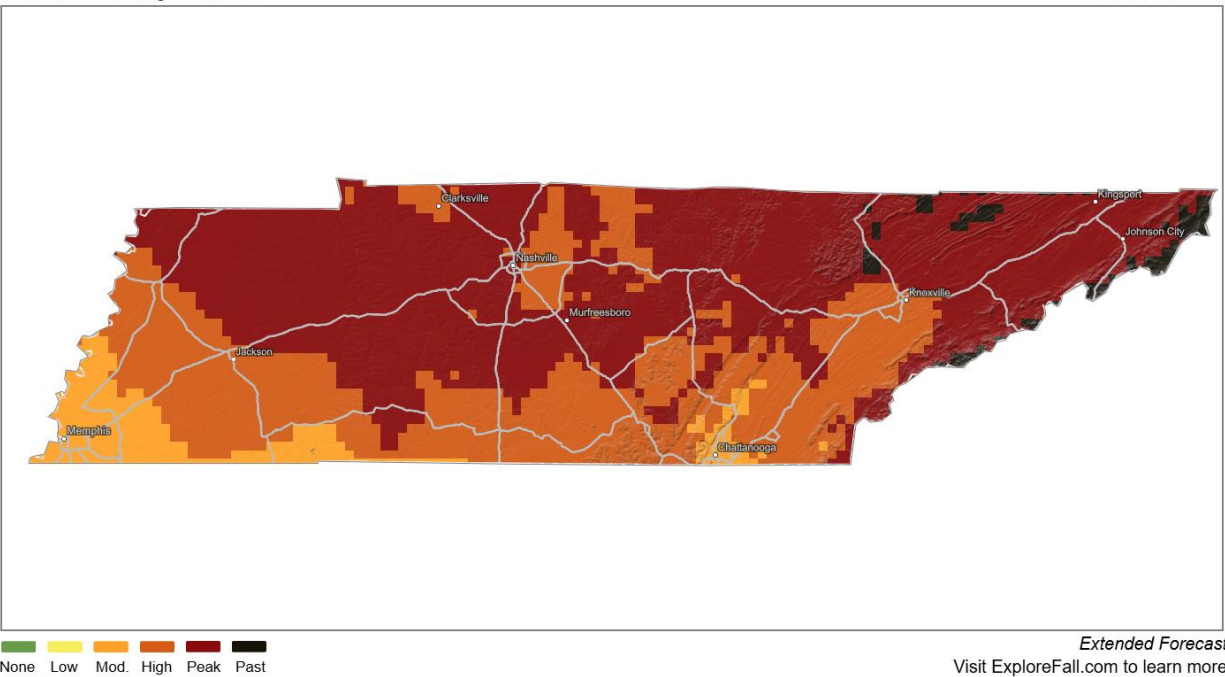 Clarksville
Kingsport
Johnson City
Nashville
Knoxville
Murfreesboro
Jackson
Memphis
Chattanooga
None Low Mod. High Peak Past
Extended Forecast
Visit ExploreFall.com to learn more